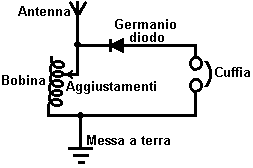 Antenna
Germanio
diodo
Bobina
Aggiustamenti
Cuffia
Messa a terra